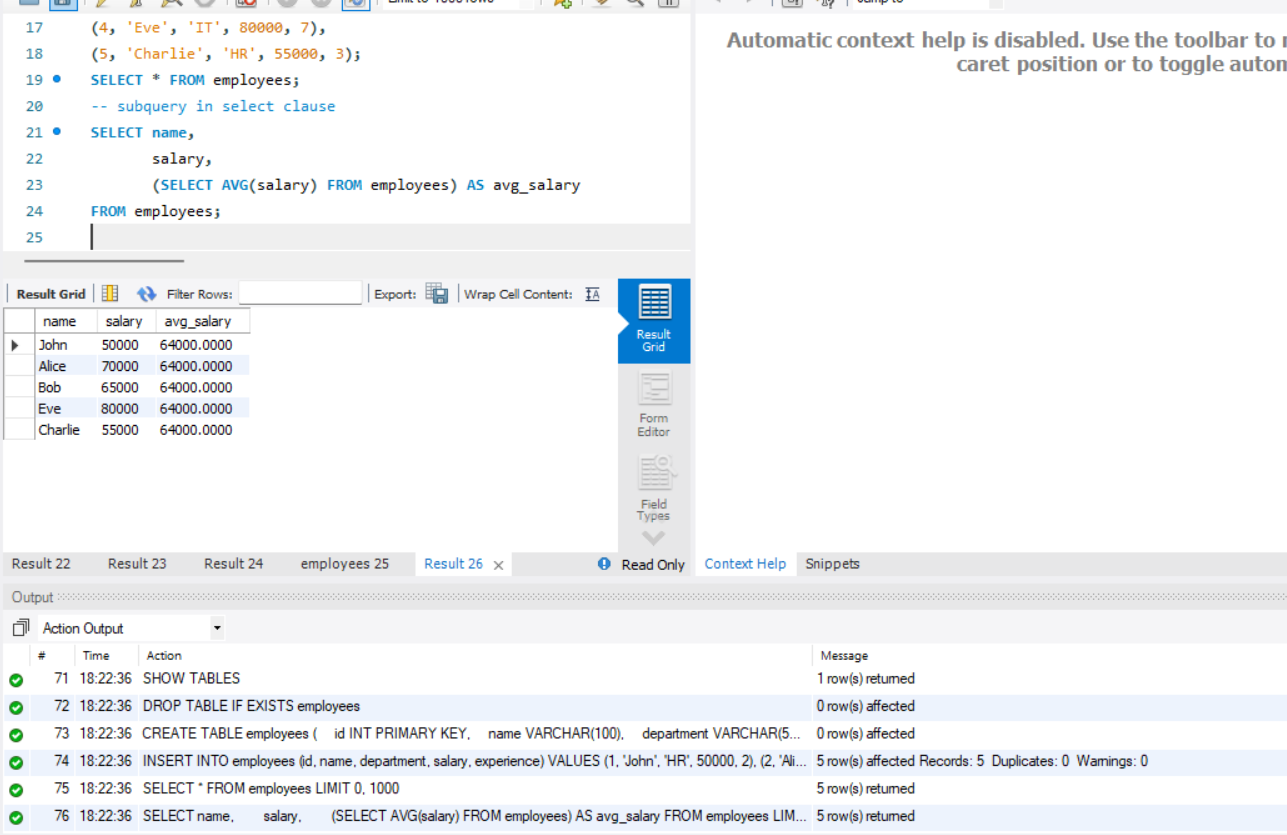 17 (4, 'Eve', 'IT', 80000, 7),
18 (5, 'Charlie', 'HR', 55000, 3);
19 SELECT * FROM employees;
20 -- subquery in select clause
21 SELECT name,
22 salary,
23 (SELECT AVG(salary) FROM employees) AS avg_salary
24 FROM employees;
25
Automatic context help is disabled. Use the toolbar to
caret position or to toggle
Result Grid Filter Rows: Export: Wrap Cell Content:
name salary avg_salary
John 50000 64000.0000
Alice 70000 64000.0000
Bob 65000 64000.0000
Eve 80000 64000.0000
Charlie 55000 64000.0000
Result
Grid
Form
Editor
Field
Types
Result 22 Result 23 Result 24 employees 25 Result 26 Read Only Context Help Snippets
Output
Action Output
# Time Action Message
71 18:22:36 SHOW TABLES 1 row(s) returned
72 18:22:36 DROP TABLE IF EXISTS employees 0 row(s) affected
73 18:22:36 CREATE TABLE employees ( id INT PRIMARY KEY, name VARCHAR(100), department VARCHAR(5... 0 row(s) affected
74 18:22:36 INSERT INTO employees (id, name, department, salary, experience) VALUES (1, 'John', 'HR', 50000, 2), (2, 'Ali... 5 row(s) affected Records: 5 Duplicates: 0 Warnings: 0
75 18:22:36 SELECT * FROM employees LIMIT 0, 1000 5 row(s) returned
76 18:22:36 SELECT name, salary, (SELECT AVG(salary) FROM employees) AS avg_salary FROM employees LIM... 5 row(s) returned